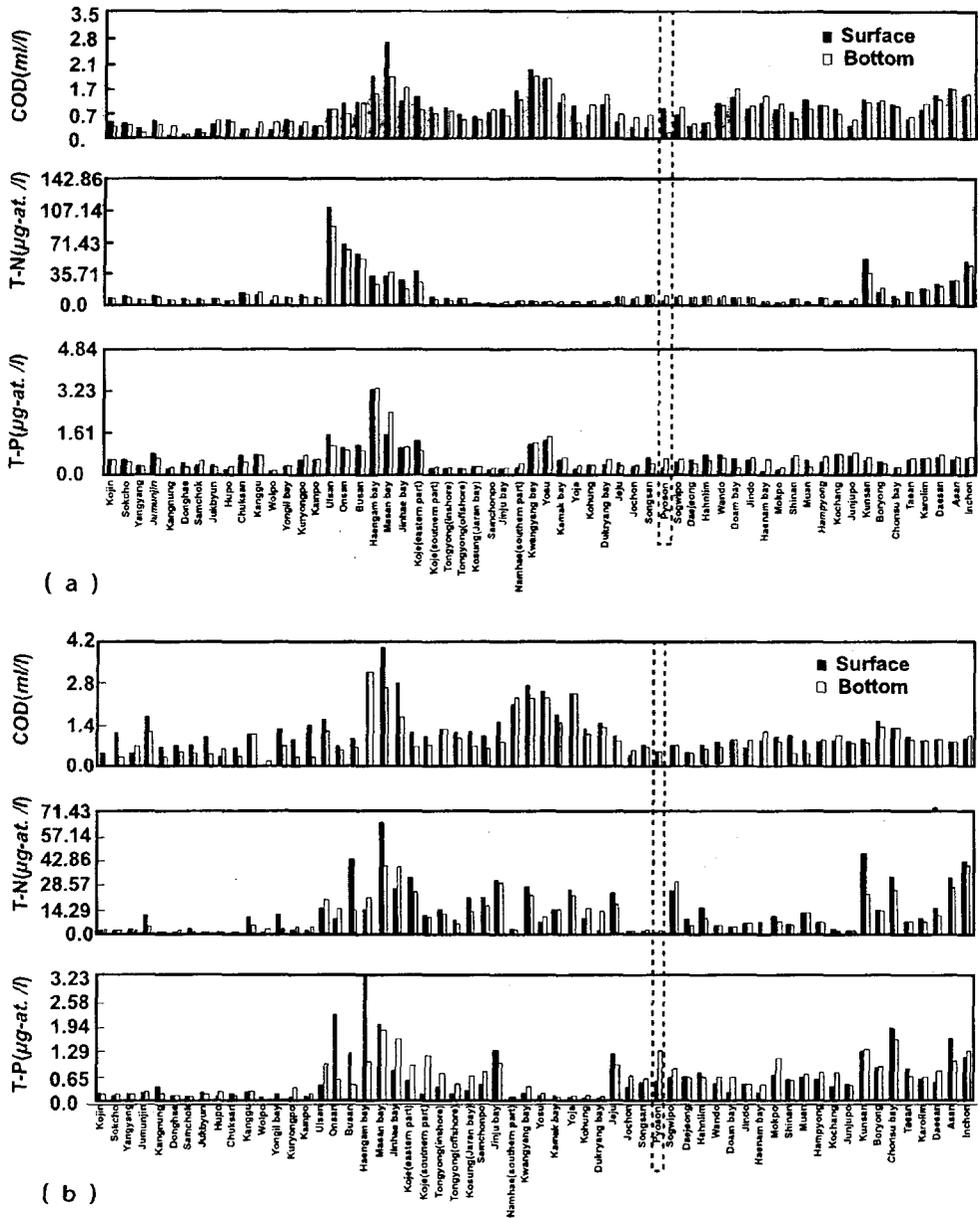 COD(ml/l)
3.5
2.8
2.1
1.7
0.7
0.
Surface
Bottom
T-N(μg-at. /l)
142.86
107.14
71.43
35.71
0.0
T-P(μg-at. /l)
4.84
3.23
1.61
0.0
Kojin
Sokcho
Yangyang
Jumunjin
Kangnung
Donghae
Samchok
Jukbyun
Hupo
Chuksan
Kanggu
Wolpo
Yongil bay
Kuryongpo
Kanpo
Ulsan
Onsan
Busan
Haengam bay
Masan bay
Jinhae bay
Koje(eastern part)
Koje(soutnern part)
Tongyong(inshore)
Tongyong(offshore)
Kosung(Jaran bay)
Samchonpo
Jinju bay
Namhae(southern part)
Kwangyang bay
Yosu
Kamak bay
Yoja
Kohung
Dukryang bay
Jeju
Jochon
Songsan
Pyoson
Sogwipo
Daejeong
Hahnlim
Wando
Doam bay
Jindo
Haenam bay
Mokpo
Shinan
Muan
Hampyong
Kochang
Junjupo
Kunsan
Boryong
Chonsu bay
Taean
Karolim
Daesan
Asan
Inchon
( a )
COD(ml/l)
4.2
2.8
1.4
0.0
Surface
Bottom
T-N(μg-at. /l)
71.43
57.14
42.86
28.57
14.29
0.0
T-P(μg-at. /l)
3.23
2.58
1.94
1.29
0.65
0.0
Kojin
Sokcho
Yangyang
Jumunjin
Kangnung
Donghae
Samchok
Jukbyun
Hupo
Chuksan
Kanggu
Wolpo
Yongil bay
Kuryongpo
Kanpo
Ulsan
Onsan
Busan
Haengam bay
Masan bay
Jinhae bay
Koje(eastern part)
Koje(soutnern part)
Tongyong(inshore)
Tongyong(offshore)
Kosung(Jaran bay)
Samchonpo
Jinju bay
Namhae(southern part)
Kwangyang bay
Yosu
Kamak bay
Yoja
Kohung
Dukryang bay
Jeju
Jochon
Songsan
Pyoson
Sogwipo
Daejeong
Hahnlim
Wando
Doam bay
Jindo
Haenam bay
Mokpo
Shinan
Muan
Hampyong
Kochang
Junjupo
Kunsan
Boryong
Chonsu bay
Taean
Karolim
Daesan
Asan
Inchon
( b )